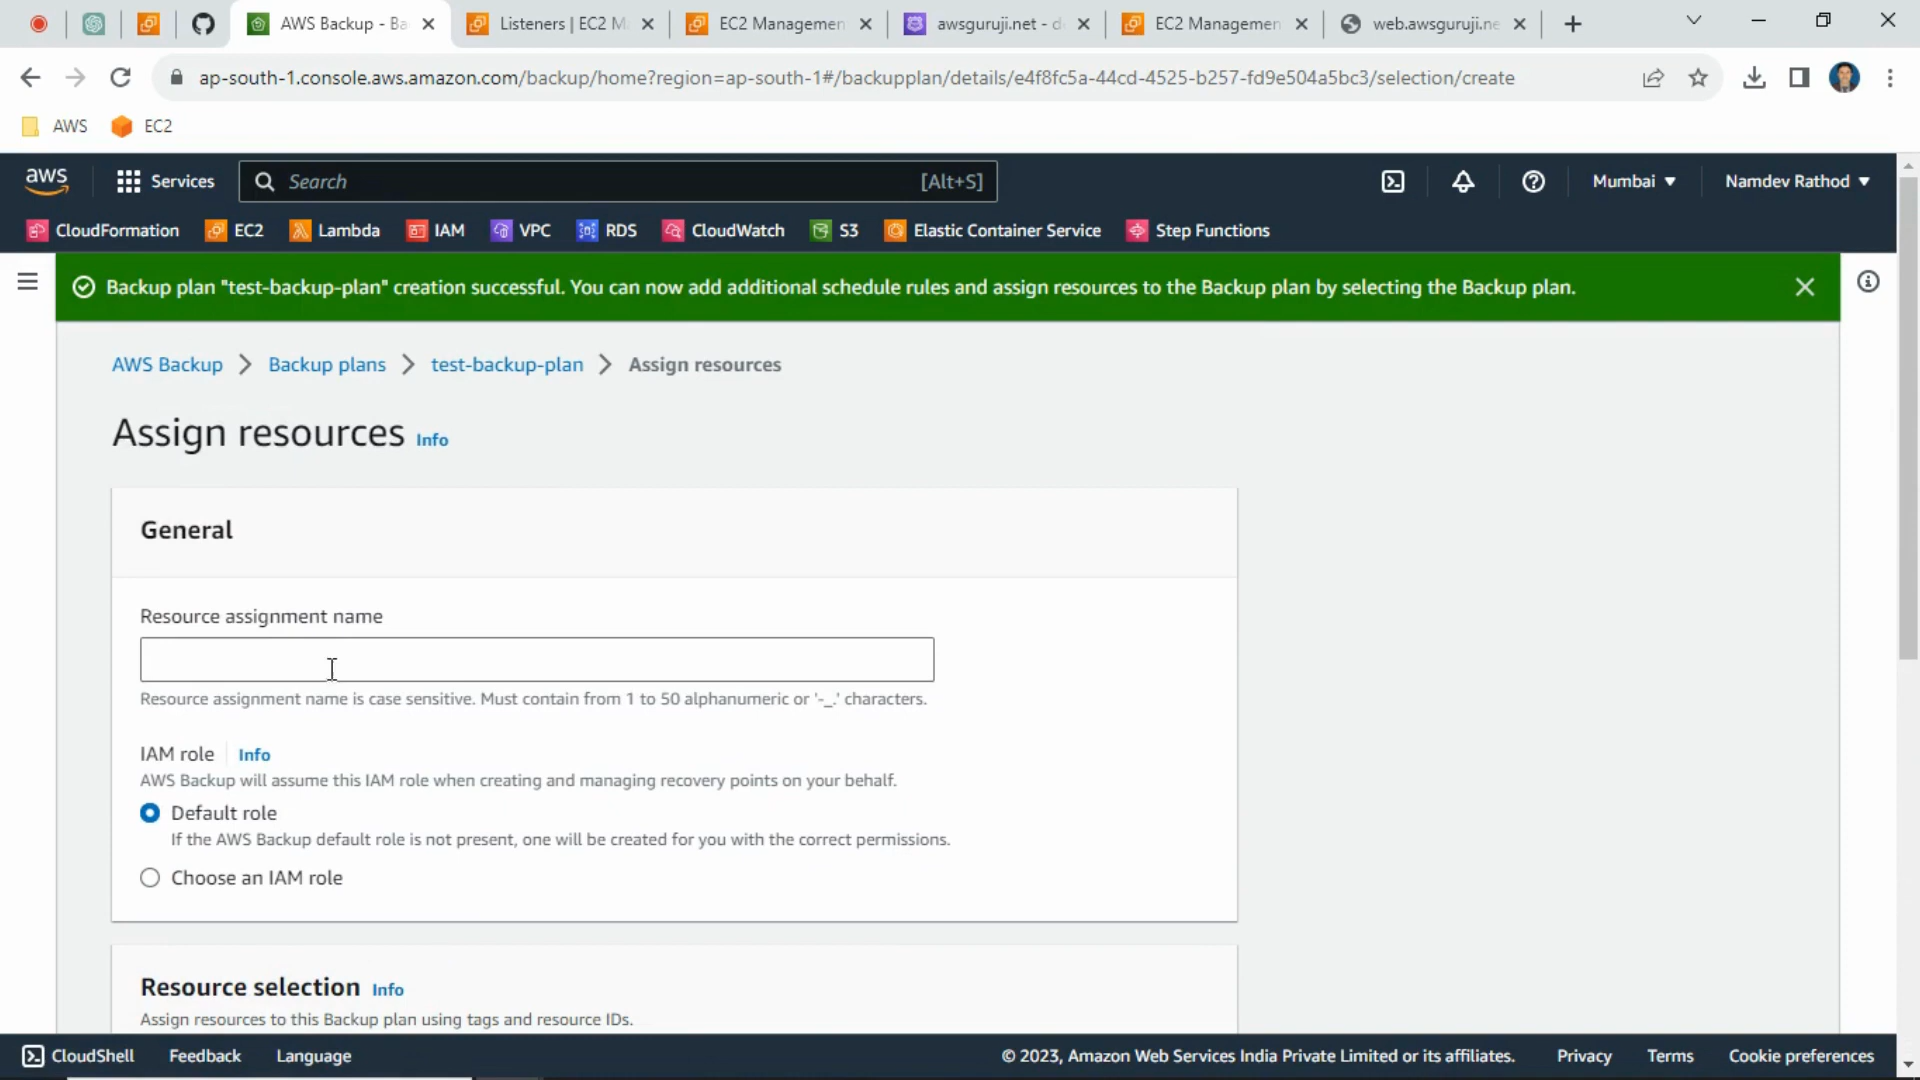 AWS Backup - Ba
Listeners | EC2 M
EC2 Managemen
awsguruji.net - d
EC2 Managemen
web.awsguruji.ne
ap-south-1.console.aws.amazon.com/backup/home?region=ap-south-1#/backupplan/details/e4f8fc5a-44cd-4525-b257-fd9e504a5bc3/selection/create
AWS EC2
aws Services Search [Alt+S] Mumbai Namdev Rathod
CloudFormation EC2 Lambda IAM VPC RDS CloudWatch S3 Elastic Container Service Step Functions
Backup plan "test-backup-plan" creation successful. You can now add additional schedule rules and assign resources to the Backup plan by selecting the Backup plan.
AWS Backup > Backup plans > test-backup-plan > Assign resources
Assign resources Info
General
Resource assignment name
Resource assignment name is case sensitive. Must contain from 1 to 50 alphanumeric or '-_.' characters.
IAM role Info
AWS Backup will assume this IAM role when creating and managing recovery points on your behalf.
Default role
If the AWS Backup default role is not present, one will be created for you with the correct permissions.
Choose an IAM role
Resource selection Info
Assign resources to this Backup plan using tags and resource IDs.
CloudShell Feedback Language © 2023, Amazon Web Services India Private Limited or its affiliates. Privacy Terms Cookie preferences